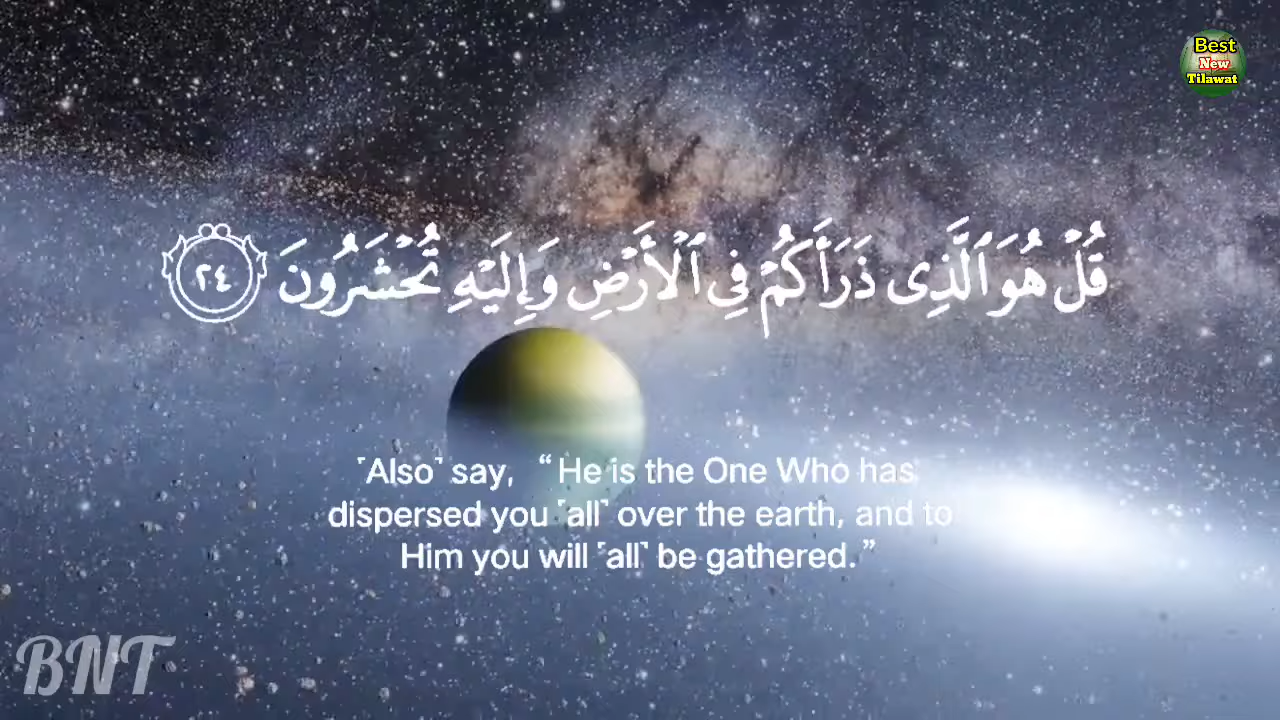 Best
New
Tilawat
قُلْ هُوَ ٱلَّذِى ذَرَأَكُمْ فِى ٱلْأَرْضِ وَإِلَيْهِ تُحْشَرُونَ ٢٤
˹Also˺ say, “He is the One Who has
dispersed you ˹all˺ over the earth, and to
Him you will ˹all˺ be gathered.”
BNT